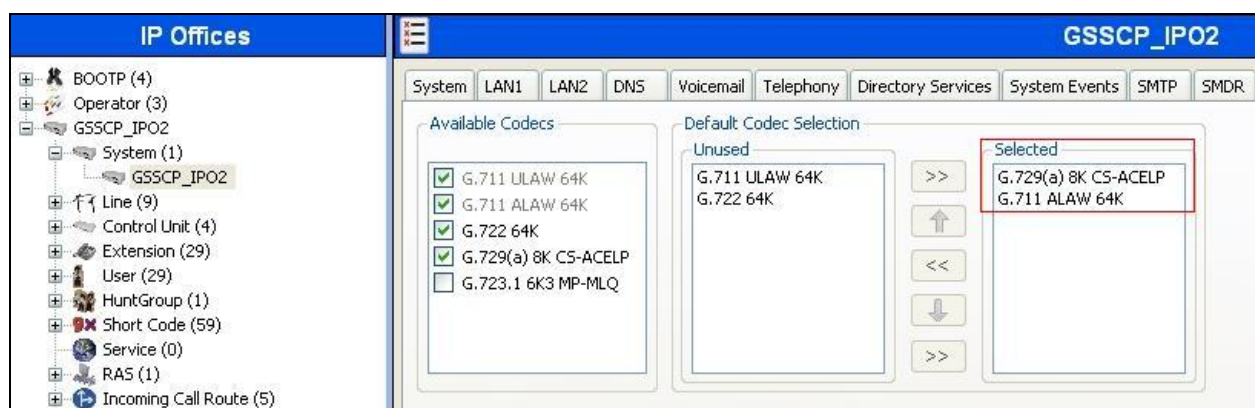 IP Offices
BOOTP (4)
Operator (3)
GSSCP_IPO2
System (1)
GSSCP_IPO2
Line (9)
Control Unit (4)
Extension (29)
User (29)
HuntGroup (1)
Short Code (59)
Service (0)
RAS (1)
Incoming Call Route (5)
GSSCP_IPO2
System LAN1 LAN2 DNS Voicemail Telephony Directory Services System Events SMTP SMDR
Available Codecs
G.711 ULAW 64K
G.711 ALAW 64K
G.722 64K
G.729(a) 8K CS-ACELP
G.723.1 6K3 MP-MLQ
Default Codec Selection
Unused
G.711 ULAW 64K
G.722 64K
>>
<<
>>
Selected
G.729(a) 8K CS-ACELP
G.711 ALAW 64K